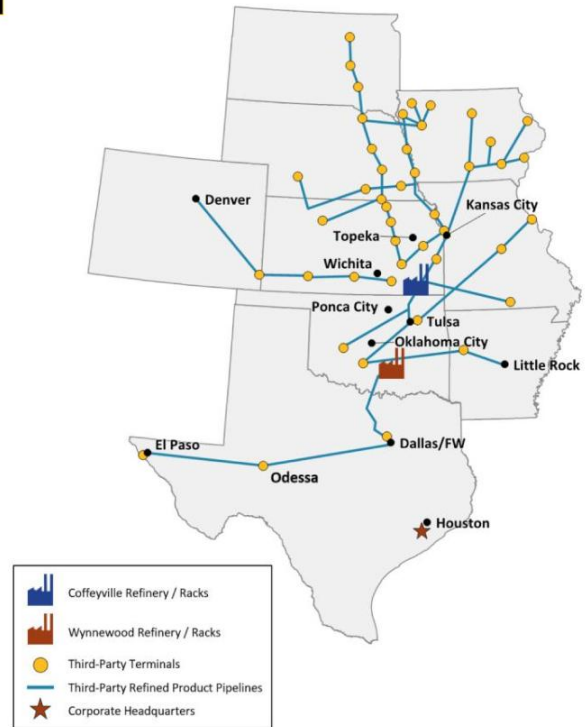 Denver
Kansas City
Topeka
Wichita
Ponca City
Tulsa
Oklahoma City
Little Rock
El Paso
Dallas/FW
Odessa
Houston
Coffeyville Refinery / Racks
Wynnewood Refinery / Racks
Third-Party Terminals
Third-Party Refined Product Pipelines
Corporate Headquarters